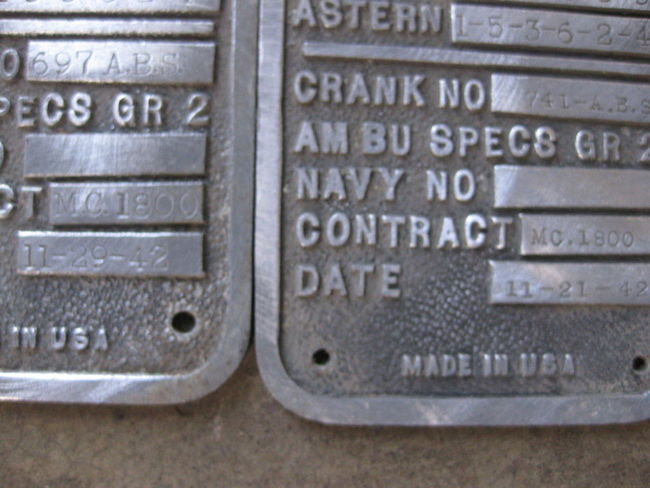 O 697 A.B.S.
PECS GR 2
O
CT MC.1800
11-29-42
IN USA
ASTERN 1-5-3-6-2-4
CRANK NO 741-A.B.S
AM BU SPECS GR 2
NAVY NO
CONTRACT MC.1800
DATE 11-21-42
MADE IN USA